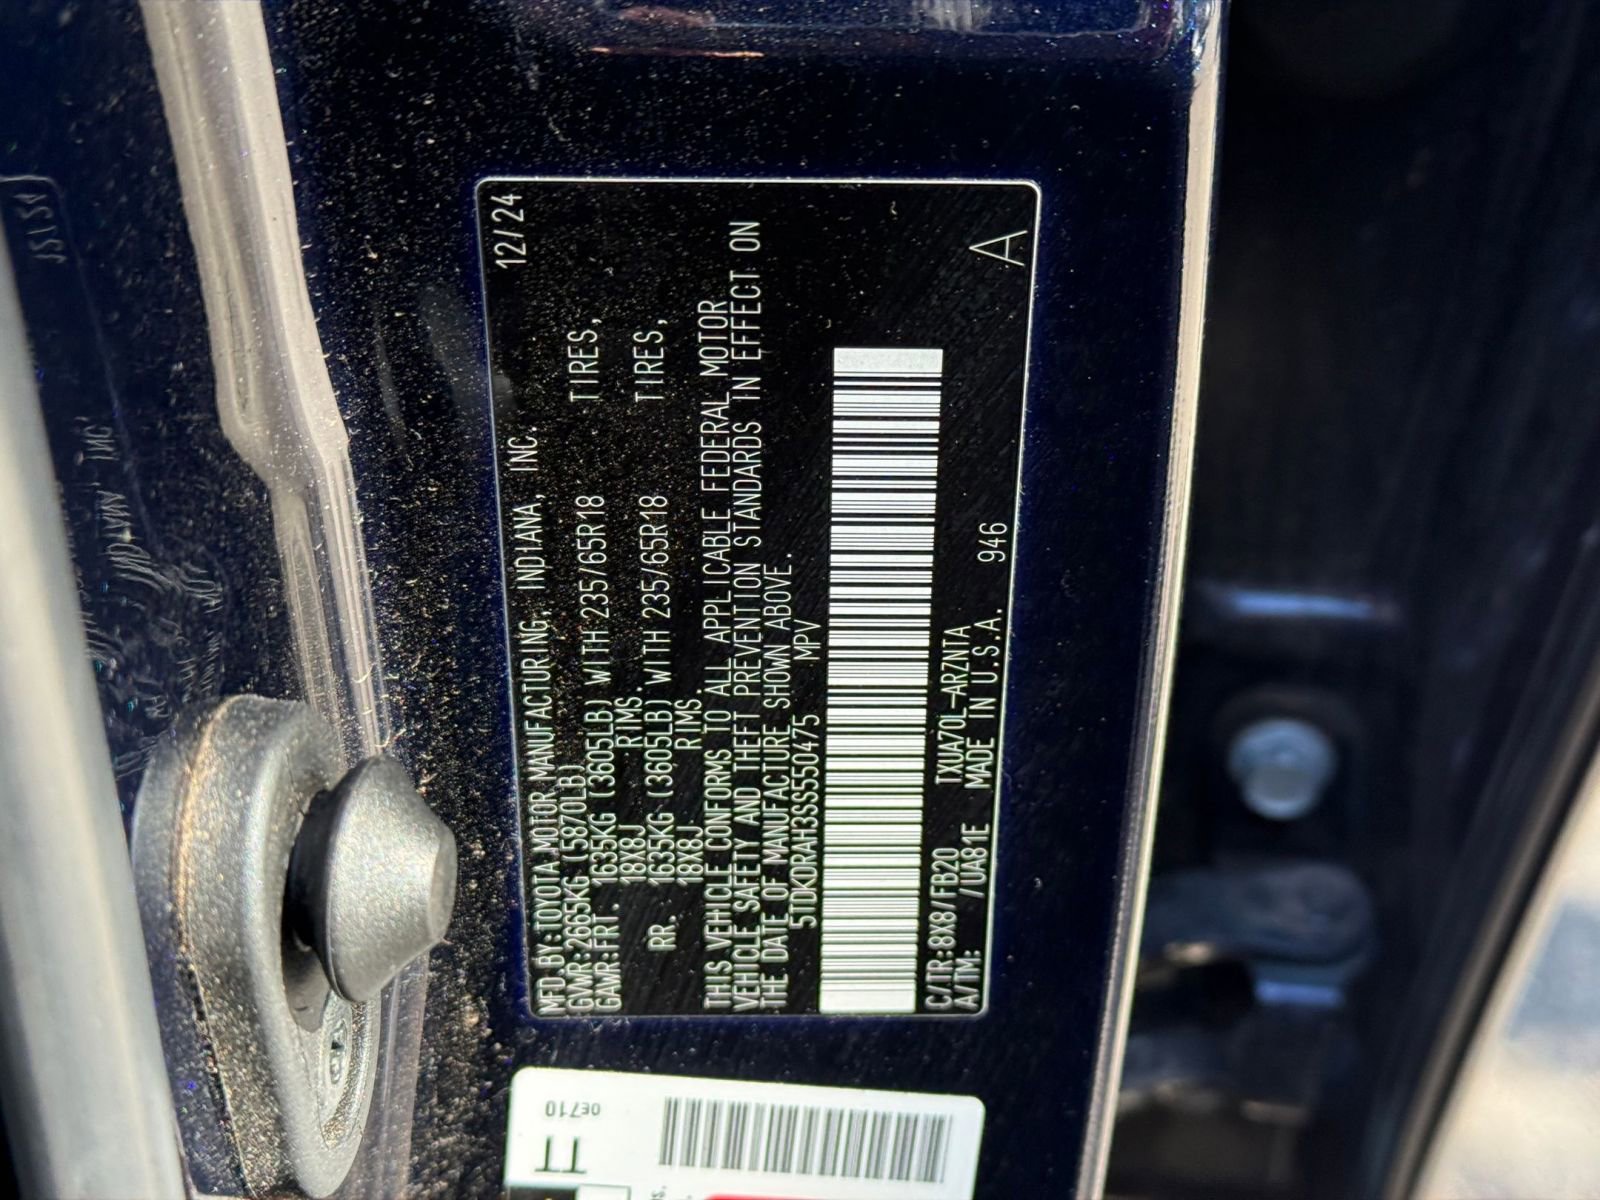 MFD.BY:TOYOTA MOTOR MANUFACTURING, INDIANA, INC. 12/24
GVWR:2665KG (5870LB)
GAWR:FRT. 1635KG (3605LB) WITH 235/65R18 TIRES,
18X8J RIMS.
RR. 1635KG (3605LB) WITH 235/65R18 TIRES,
18X8J RIMS.
THIS VEHICLE CONFORMS TO ALL APPLICABLE FEDERAL MOTOR
VEHICLE SAFETY AND THEFT PREVENTION STANDARDS IN EFFECT ON
THE DATE OF MANUFACTURE SHOWN ABOVE.
5TDKDRAH3SS550475 MPV
C/TR:8X8/FB20 TXUA70L-ARZNTA
A/TM: /UA81E MADE IN U.S.A. 946
A
0E710
TT